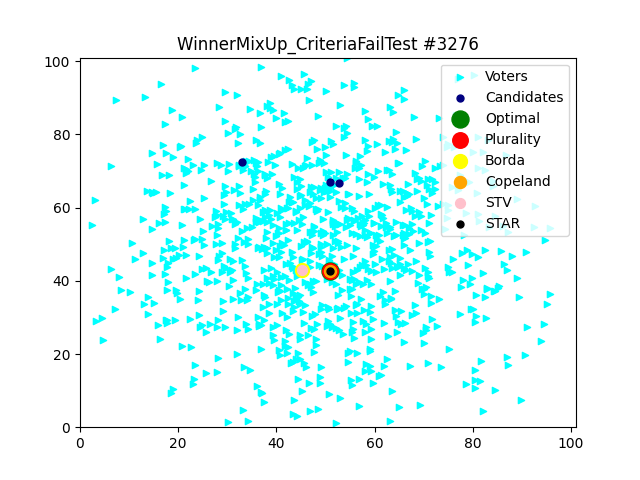 WinnerMixUp_CriteriaFailTest #3276
100
80
60
40
20
0
0 20 40 60 80 100
Voters
Candidates
Optimal
Plurality
Borda
Copeland
STV
STAR